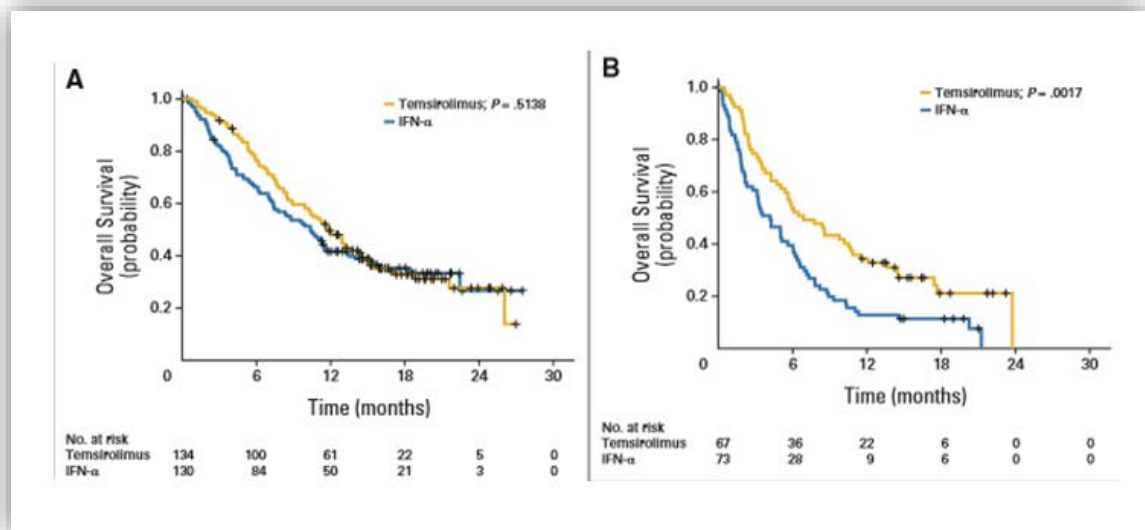 A
Temsirolimus; P = .5138
IFN-α
Overall Survival
(probability)
1.0
0.8
0.6
0.4
0.2
0 6 12 18 24 30
Time (months)
No. at risk
Temsirolimus 134 100 61 22 5 0
IFN-α 130 84 50 21 3 0
B
Temsirolimus; P = .0017
IFN-α
Overall Survival
(probability)
1.0
0.8
0.6
0.4
0.2
0 6 12 18 24 30
Time (months)
No. at risk
Temsirolimus 67 36 22 6 0 0
IFN-α 73 28 9 6 0 0